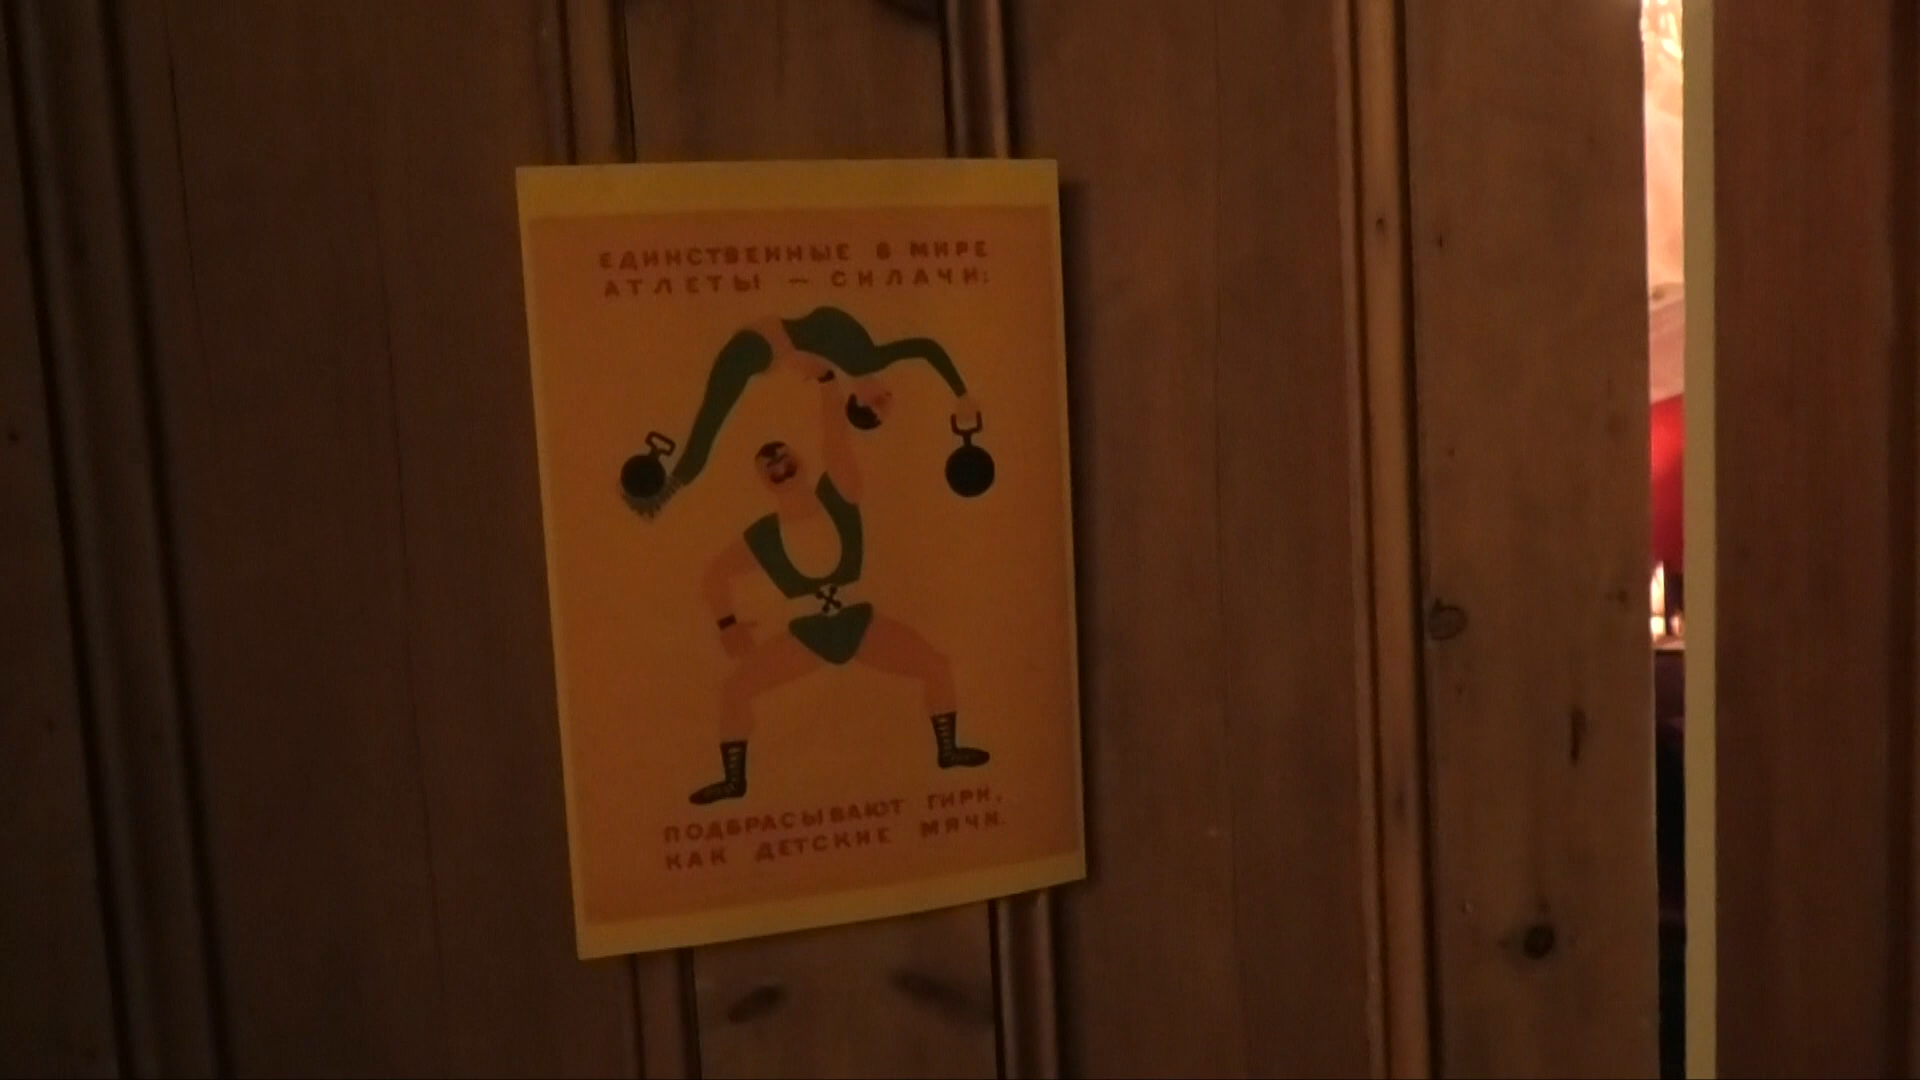 ЕДИНСТВЕННЫЕ В МИРЕ
АТЛЕТЫ — СИЛАЧИ:
ПОДБРАСЫВАЮТ ГИРИ,
КАК ДЕТСКИЕ МЯЧИ.